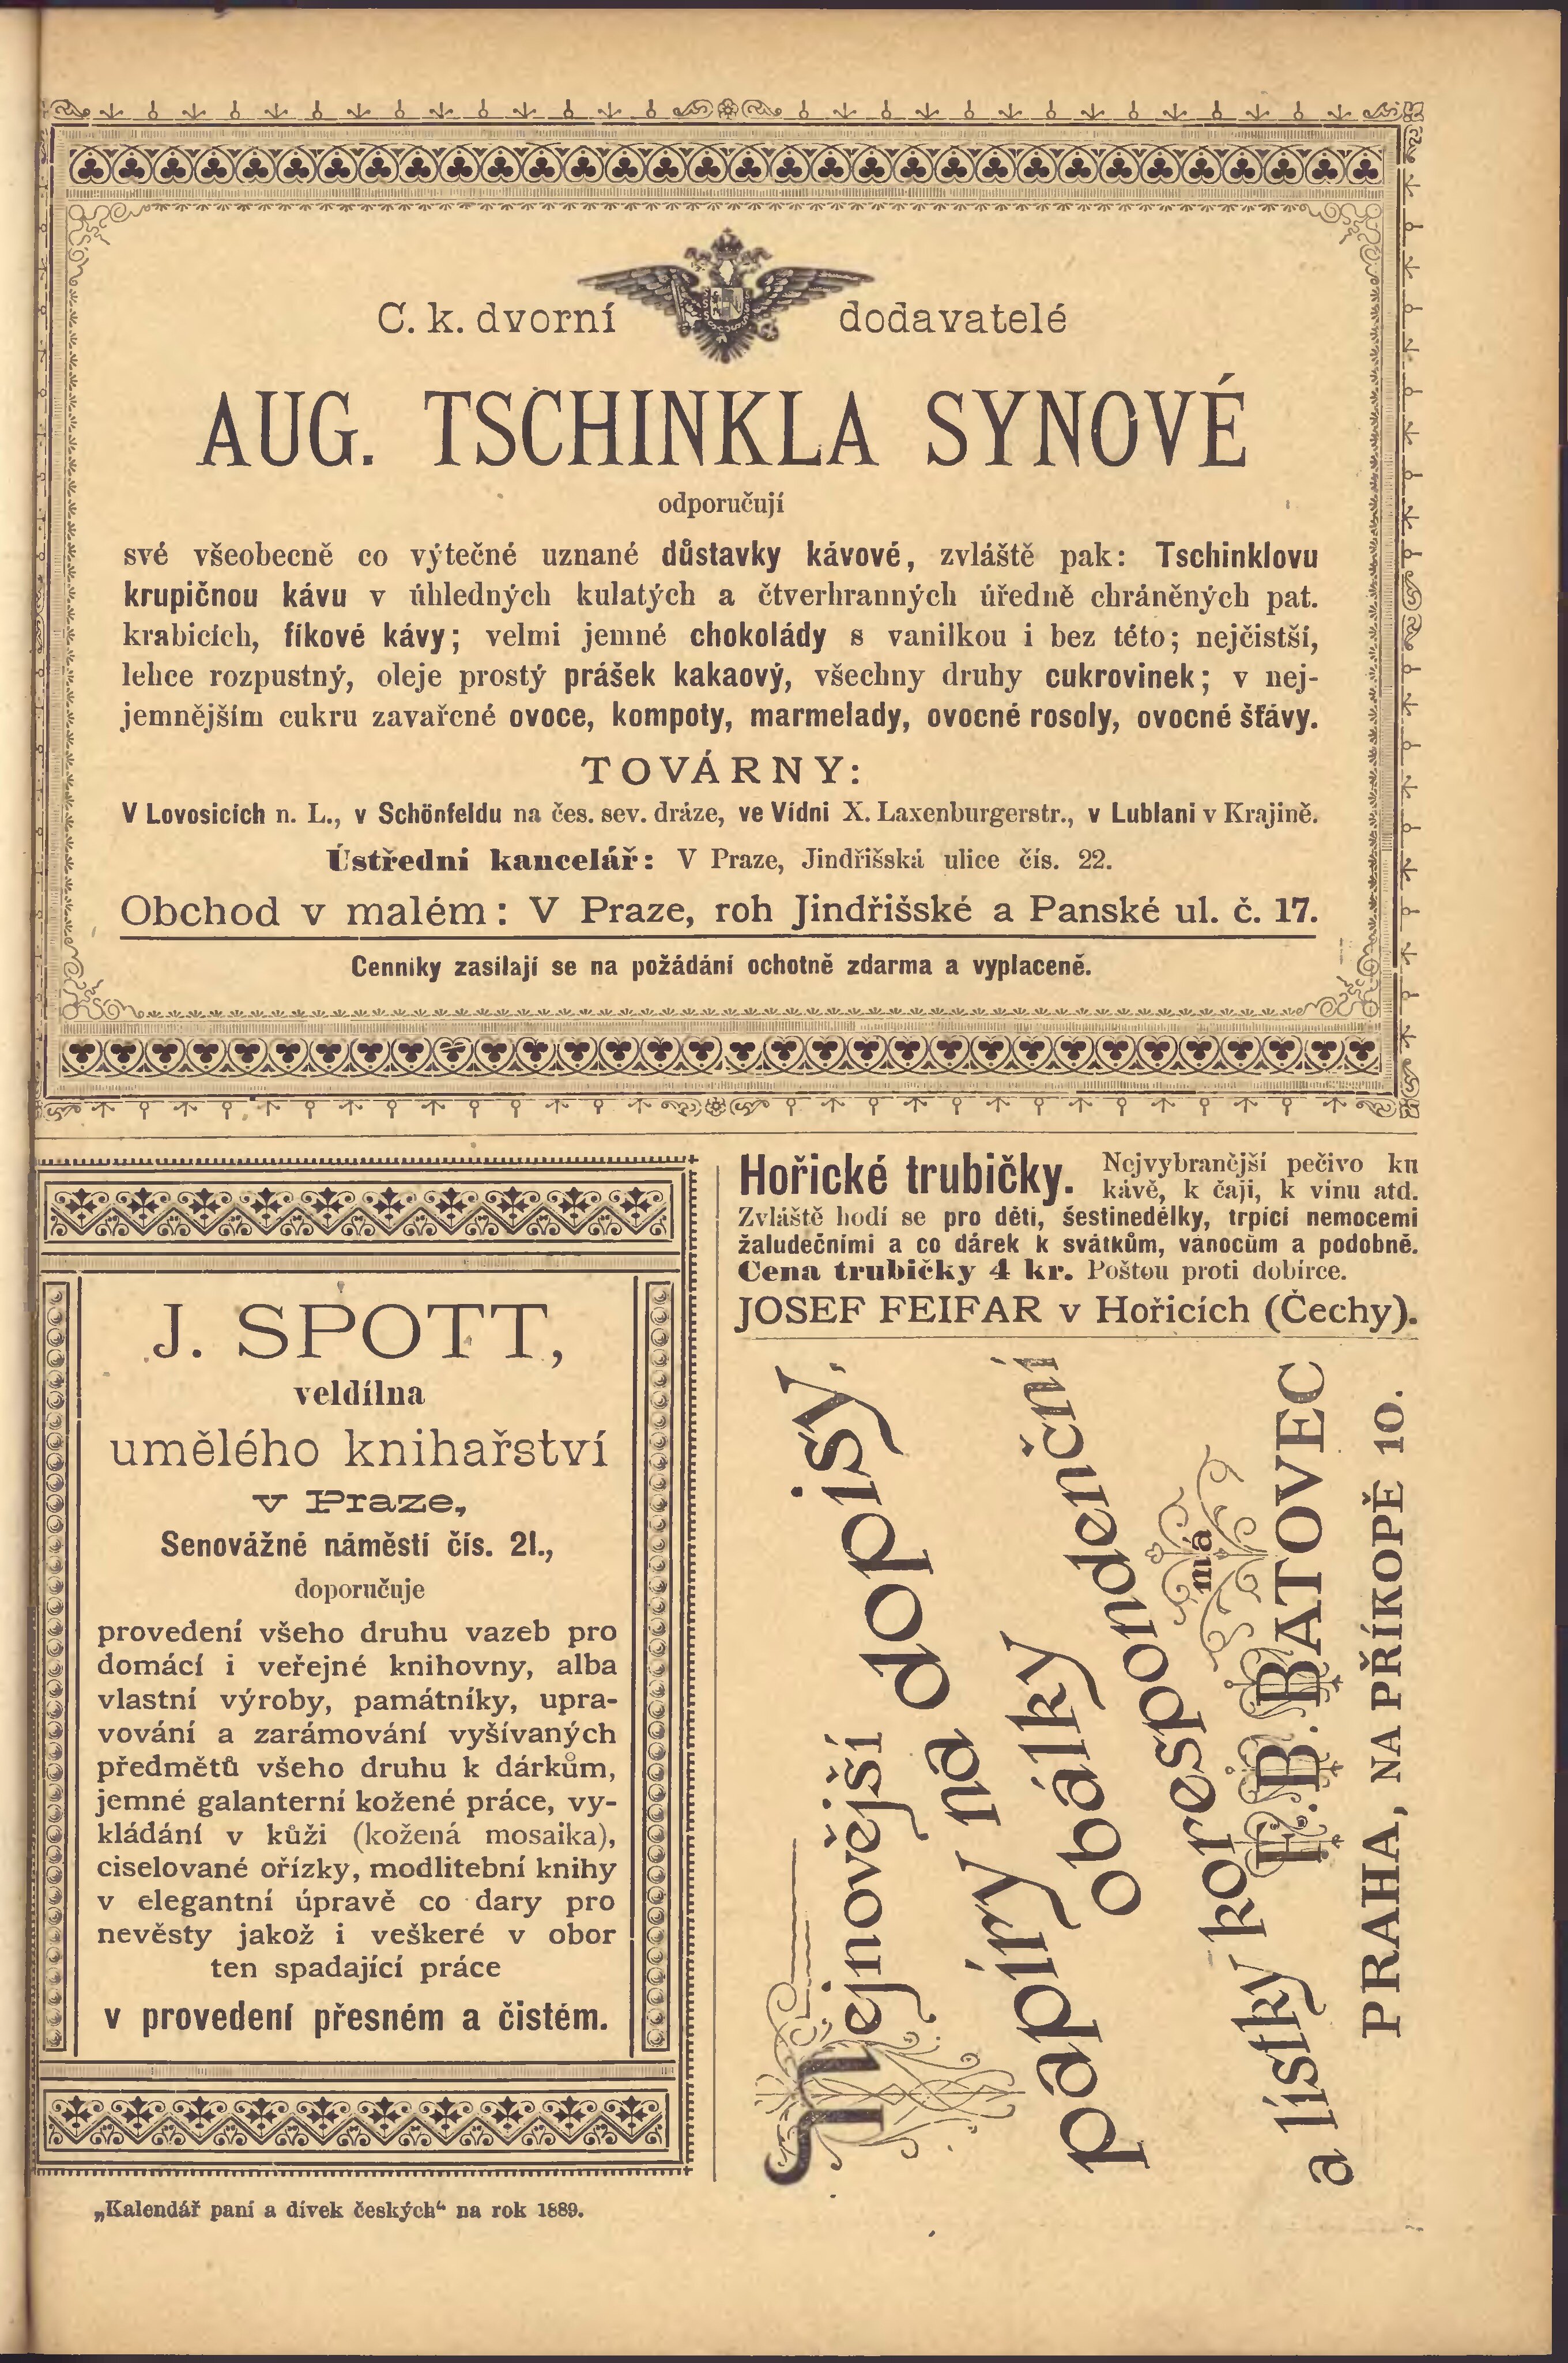 C. k. dvorní dodavatelé
AUG. TSCHINKLA SYNOVÉ
odporučují
své všeobecně co výtečné uznané důstavky kávové, zvláště pak: Tschinklovu
krupičnou kávu v úhledných kulatých a čtverhranných úředně chráněných pat.
krabicích, fíkové kávy; velmi jemné chokolády s vanilkou i bez této; nejčistší,
lehce rozpustný, oleje prostý prášek kakaový, všechny druhy cukrovinek; v nej-
jemnějším cukru zavařené ovoce, kompoty, marmelady, ovocné rosoly, ovocné šťávy.
TOVÁRNY:
V Lovosicích n. L., v Schönfeldu na čes. sev. dráze, ve Vídni X. Laxenburgerstr., v Lublani v Krajině.
Ústřední kancelář: V Praze, Jindřišská ulice čís. 22.
Obchod v malém: V Praze, roh Jindřišské a Panské ul. č. 17.
Cenníky zasílají se na požádání ochotně zdarma a vyplaceně.
J. SPOTT,
veldílna
umělého knihařství
v Praze,
Senovážné náměstí čís. 21.,
doporučuje
provedení všeho druhu vazeb pro
domácí i veřejné knihovny, alba
vlastní výroby, památníky, upra-
vování a zarámování vyšívaných
předmětů všeho druhu k dárkům,
jemné galanterní kožené práce, vy-
kládání v kůži (kožená mosaika),
ciselované ořízky, modlitební knihy
v elegantní úpravě co dary pro
nevěsty jakož i veškeré v obor
ten spadající práce
v provedení přesném a čistém.
Hořické trubičky. Nejvybranější pečivo ku
kávě, k čaji, k vínu atd.
Zvláště hodí se pro děti, šestinedělky, trpící nemocemi
žaludečními a co dárek k svátkům, vánocům a podobně.
Cena trubičky 4 kr. Poštou proti dobírce.
JOSEF FEIFAR v Hořicích (Čechy).
Nejnovější
papíry na dopisy,
obálky
a lístky korespondenční
má
F. B. BATOVEC
PRAHA, NA PŘÍKOPĚ 10.
„Kalendář paní a dívek českých“ na rok 1889.